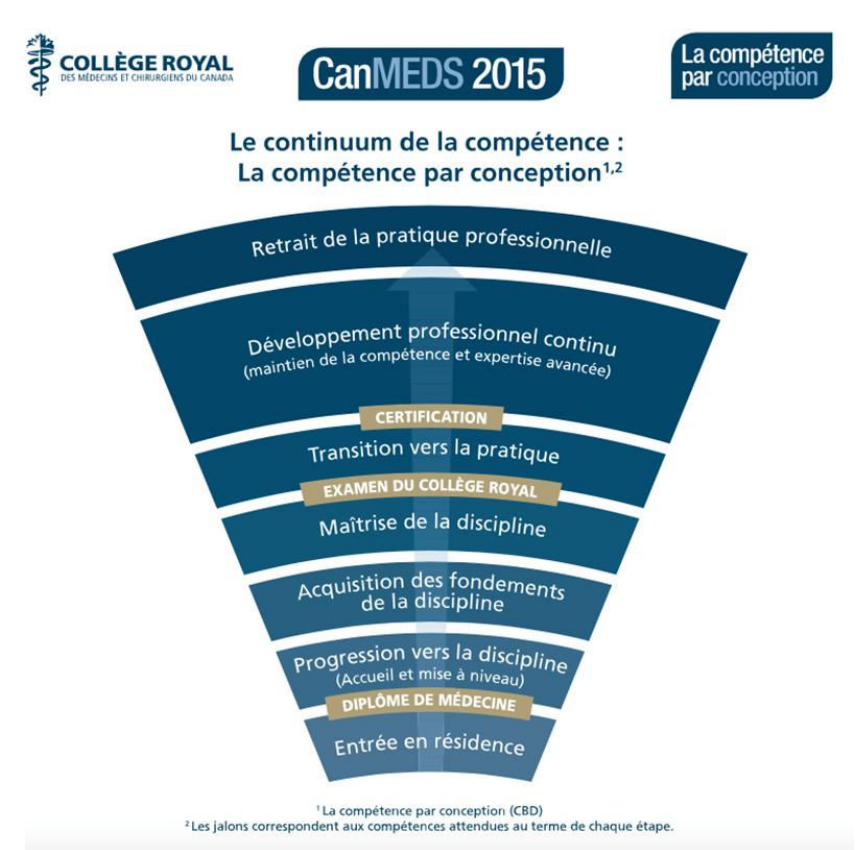 COLLÈGE ROYAL
DES MÉDECINS ET CHIRURGIENS DU CANADA
CanMEDS 2015
La compétence
par conception
Le continuum de la compétence :
La compétence par conception¹,²
Retrait de la pratique professionnelle
Développement professionnel continu
(maintien de la compétence et expertise avancée)
CERTIFICATION
Transition vers la pratique
EXAMEN DU COLLÈGE ROYAL
Maîtrise de la discipline
Acquisition des fondements
de la discipline
Progression vers la discipline
(Accueil et mise à niveau)
DIPLÔME DE MÉDECINE
Entrée en résidence
¹ La compétence par conception (CBD)
² Les jalons correspondent aux compétences attendues au terme de chaque étape.